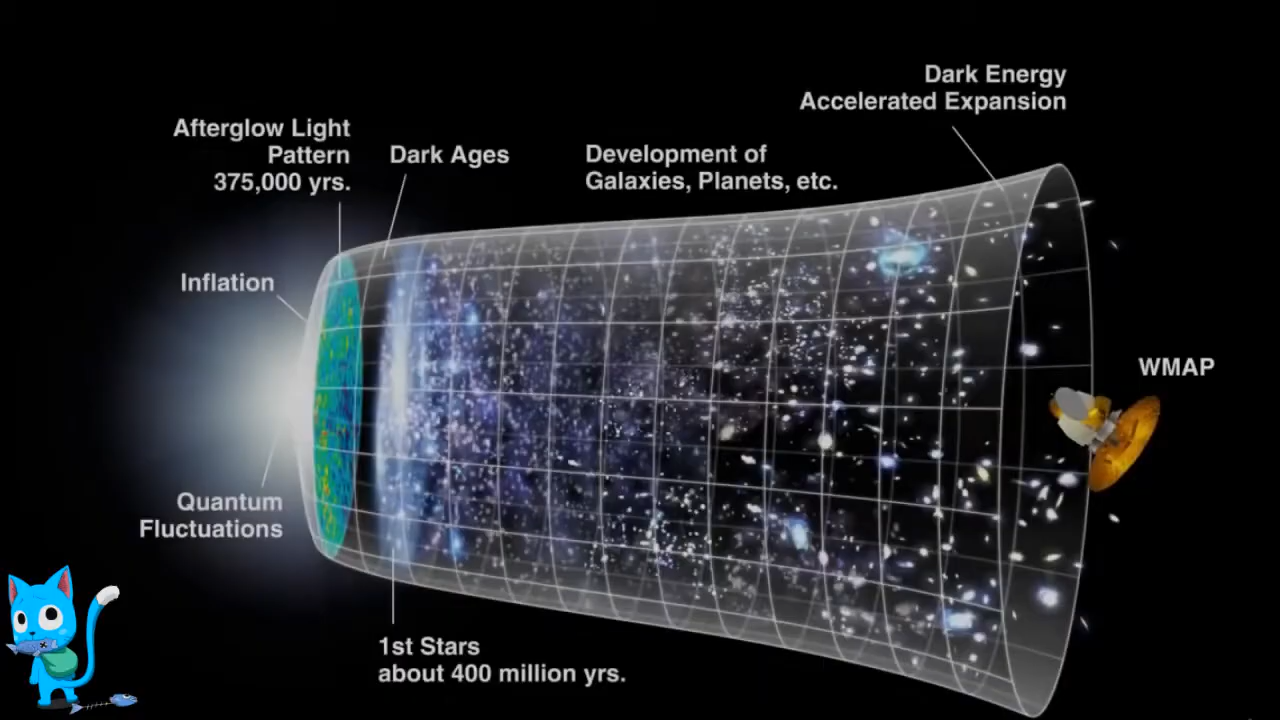 Dark Energy
Accelerated Expansion
Afterglow Light
Pattern
375,000 yrs.
Dark Ages
Development of
Galaxies, Planets, etc.
Inflation
WMAP
Quantum
Fluctuations
1st Stars
about 400 million yrs.